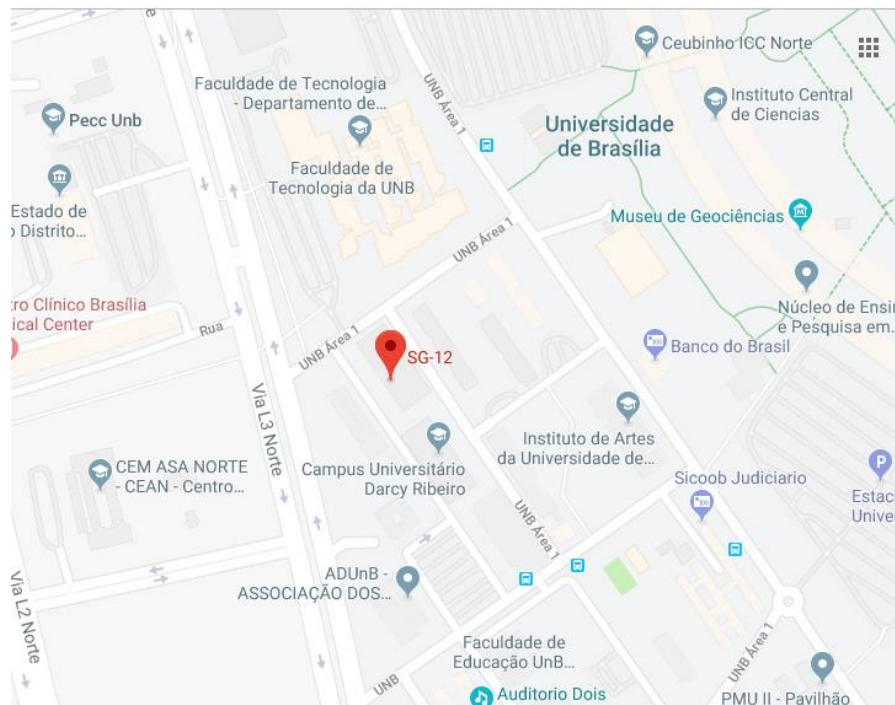 Ceubinho ICC Norte
Faculdade de Tecnologia
- Departamento de...
UNB Área 1
Instituto Central
de Ciencias
Pecc Unb
Universidade
de Brasília
Faculdade de
Tecnologia da UNB
Estado de
Distrito...
Museu de Geociências
UNB Área 1
UNB Área 1
tro Clínico Brasília
ical Center
Rua
Núcleo de Ensi
e Pesquisa em...
UNB Área 1
SG-12
Banco do Brasil
Via L3 Norte
Instituto de Artes
da Universidade de...
CEM ASA NORTE
- CEAN - Centro...
Campus Universitário
Darcy Ribeiro
Sicoob Judiciario
P
Estac
Unive
UNB Área 1
Via L2 Norte
ADUnB -
ASSOCIAÇÃO DOS...
Faculdade de
Educação UnB...
UNB Área 1
UNB
Auditorio Dois
PMU II - Pavilhão